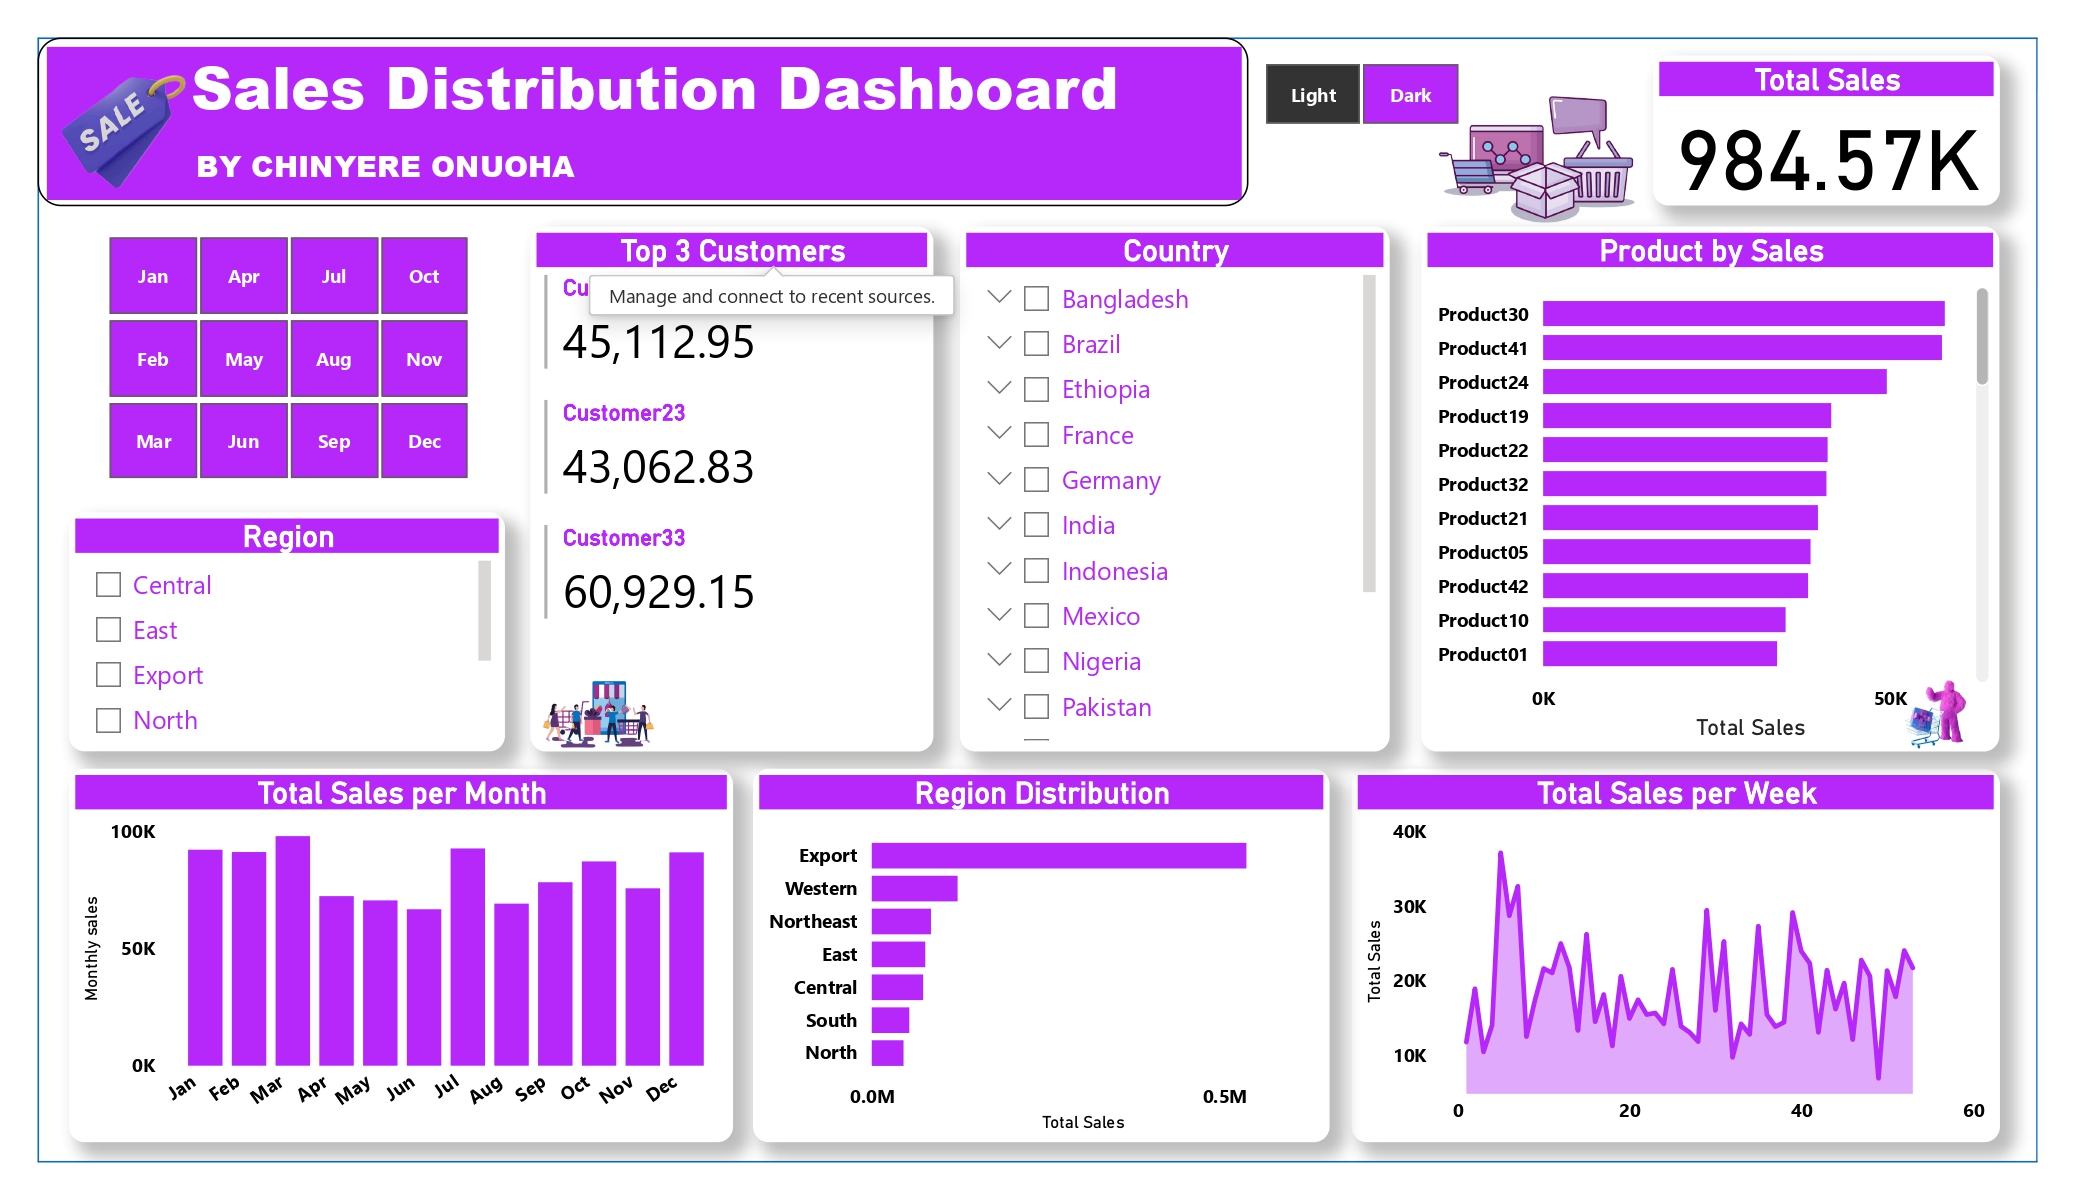 SALE
Sales Distribution Dashboard
BY CHINYERE ONUOHA
Light
Dark
Total Sales
984.57K
Jan
Apr
Jul
Oct
Feb
May
Aug
Nov
Mar
Jun
Sep
Dec
Region
Central
East
Export
North
Top 3 Customers
Manage and connect to recent sources.
45,112.95
Customer23
43,062.83
Customer33
60,929.15
Country
Bangladesh
Brazil
Ethiopia
France
Germany
India
Indonesia
Mexico
Nigeria
Pakistan
Product by Sales
Product30
Product41
Product24
Product19
Product22
Product32
Product21
Product05
Product42
Product10
Product01
0K
50K
Total Sales
Total Sales per Month
Monthly sales
100K
50K
0K
Jan
Feb
Mar
Apr
May
Jun
Jul
Aug
Sep
Oct
Nov
Dec
Region Distribution
Export
Western
Northeast
East
Central
South
North
0.0M
0.5M
Total Sales
Total Sales per Week
Total Sales
40K
30K
20K
10K
0
20
40
60